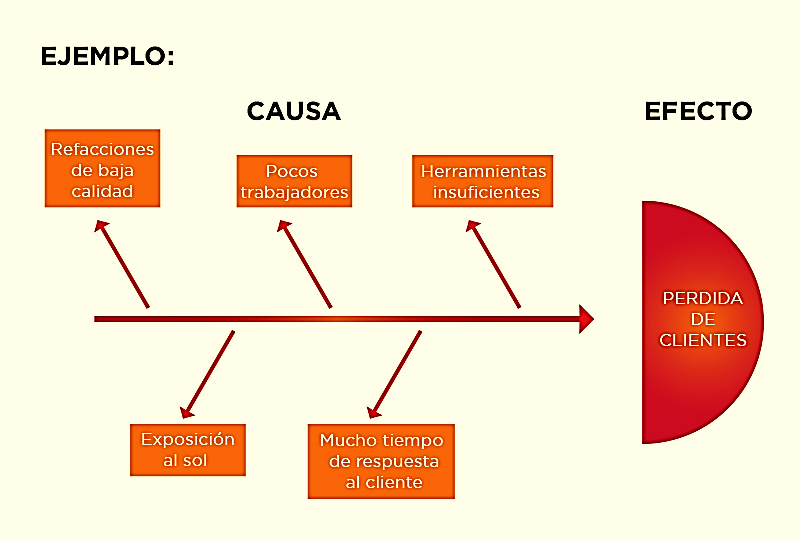 EJEMPLO:
CAUSA
EFECTO
Refacciones
de baja
calidad
Pocos
trabajadores
Herramnientas
insuficientes
PERDIDA
DE
CLIENTES
Exposición
al sol
Mucho tiempo
de respuesta
al cliente